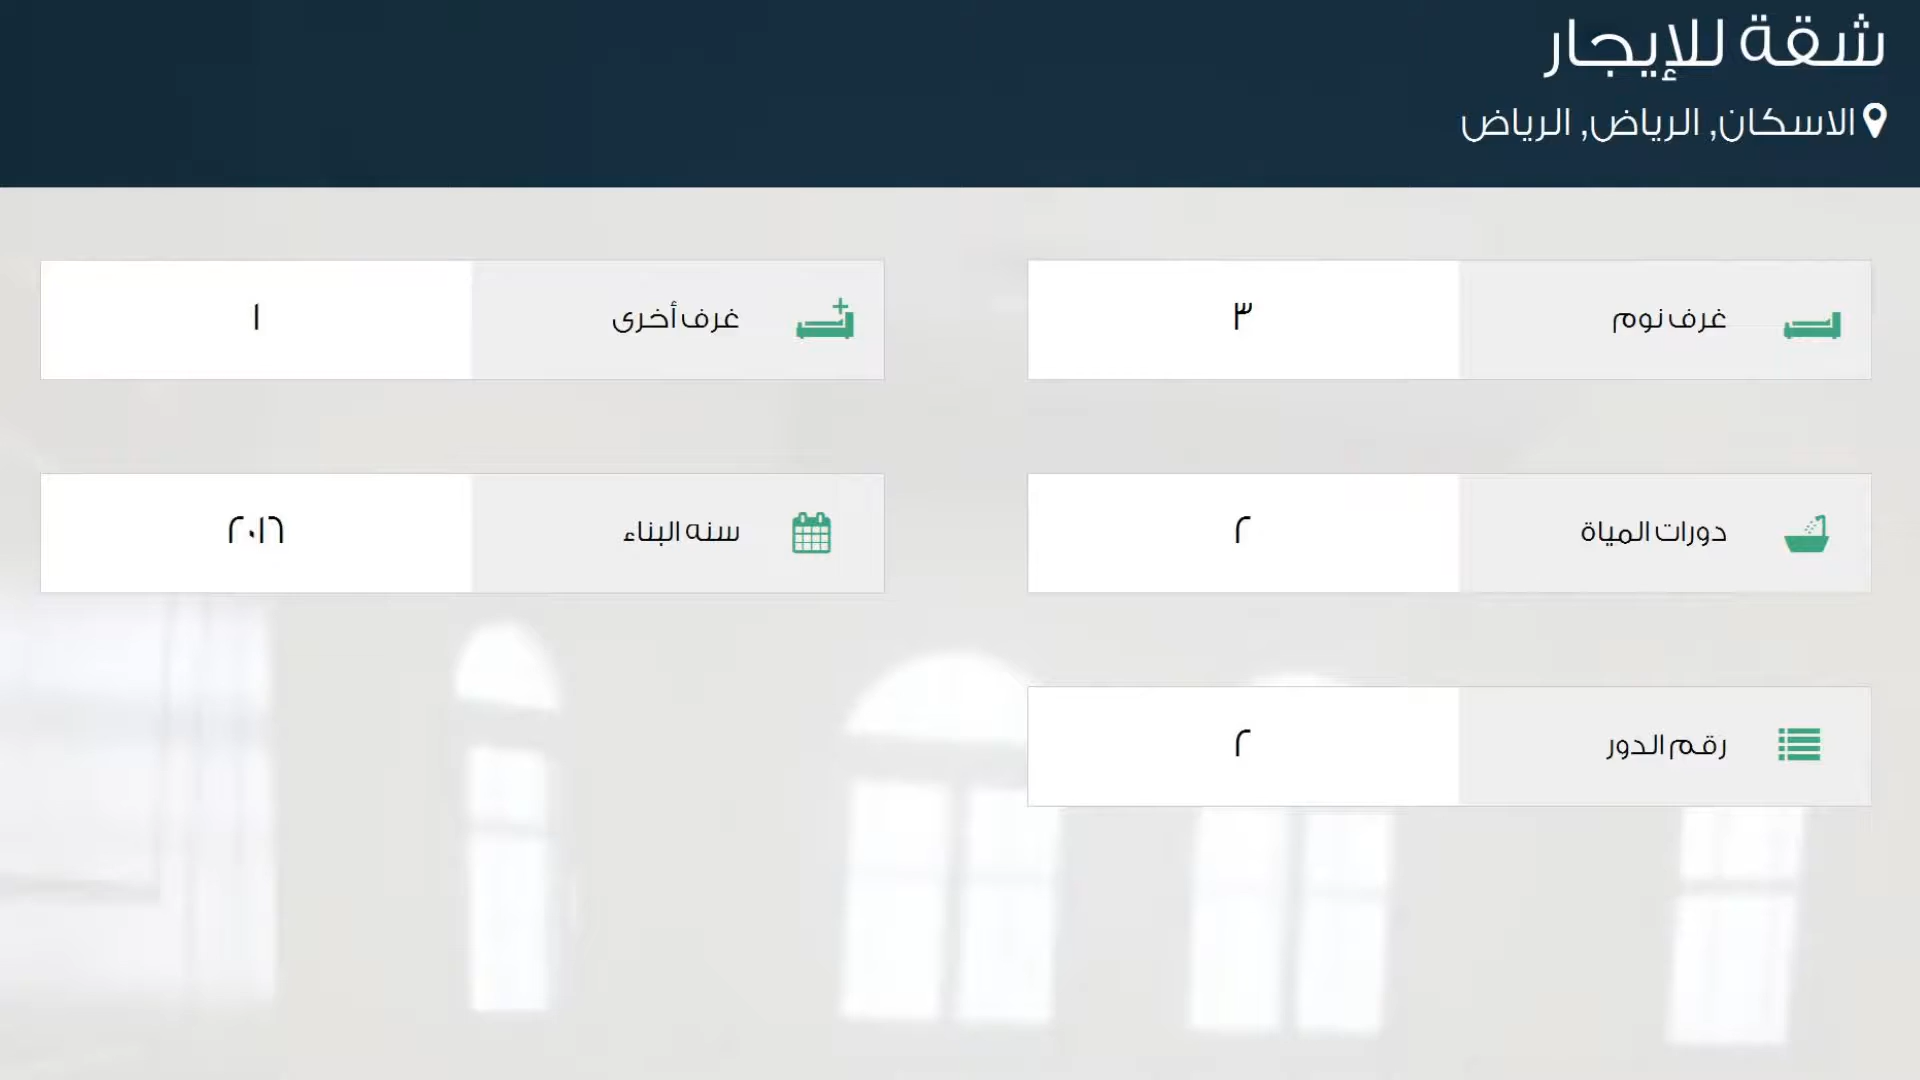 شقة للإيجار
الاسكان, الرياض, الرياض
غرف نوم ٣
غرف أخرى ١
دورات المياة ٢
سنه البناء ٢٠١٦
رقم الدور ٢